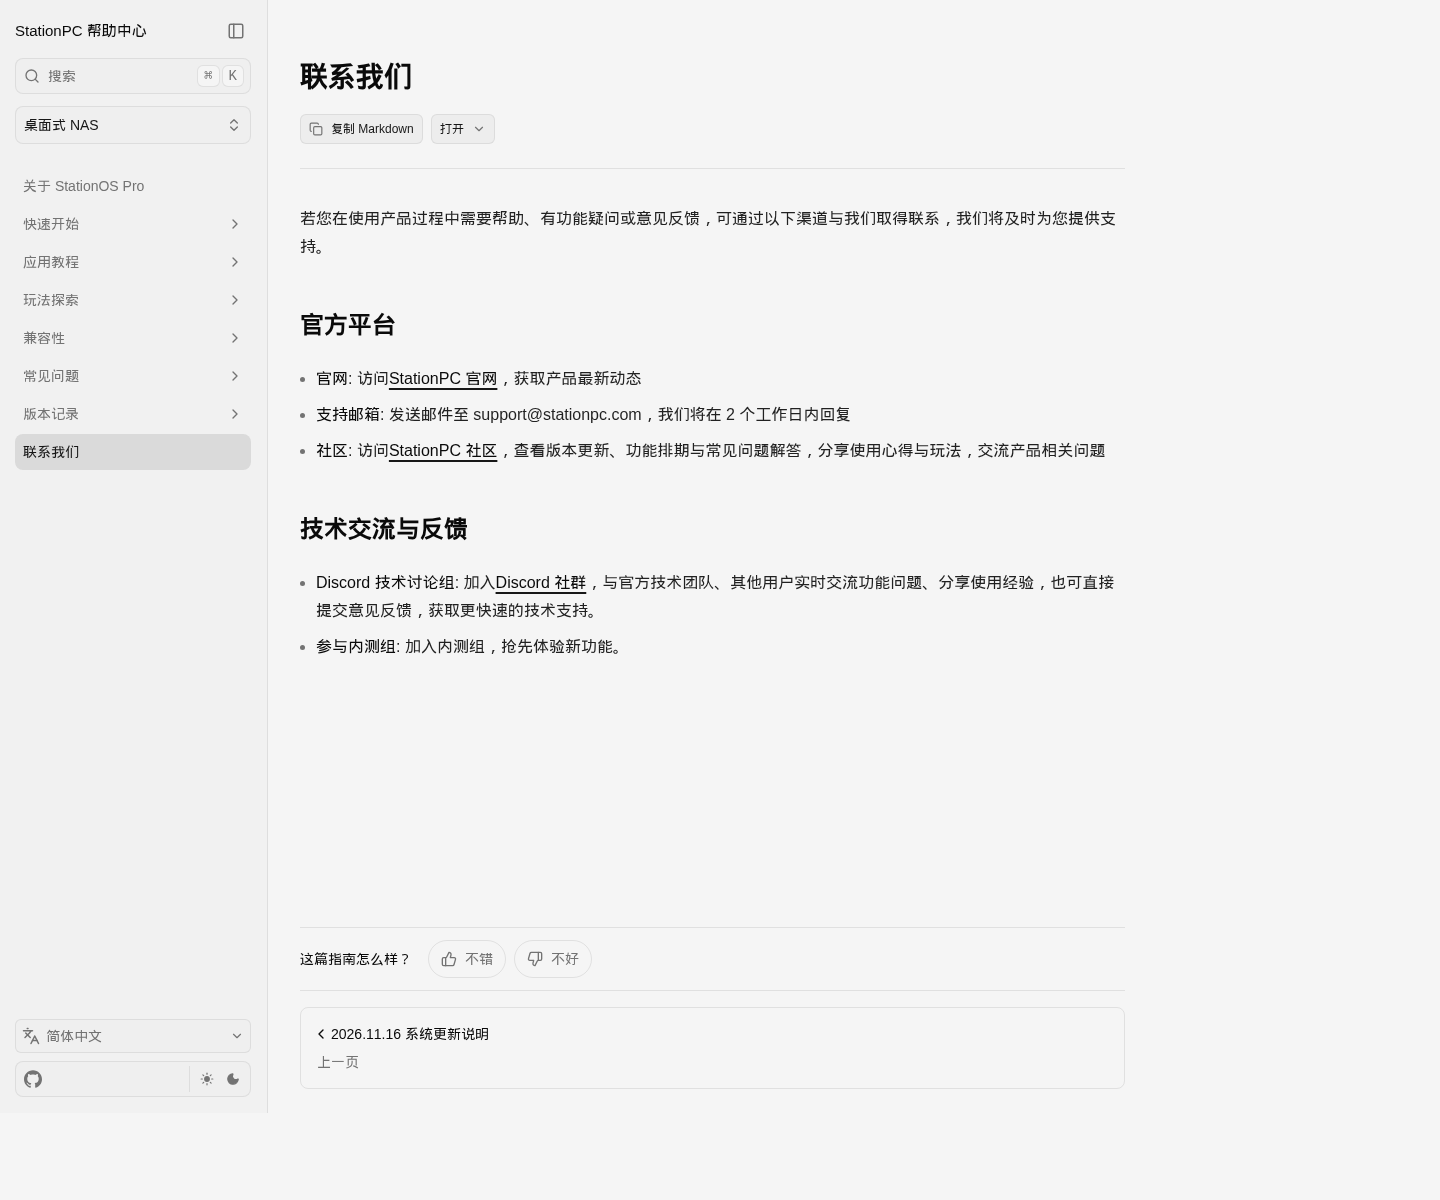 StationPC 帮助中心
搜索 ⌘ K
桌面式 NAS
关于 StationOS Pro
快速开始
应用教程
玩法探索
兼容性
常见问题
版本记录
联系我们
简体中文
联系我们
复制 Markdown 打开
若您在使用产品过程中需要帮助、有功能疑问或意见反馈，可通过以下渠道与我们取得联系，我们将及时为您提供支
持。
官方平台
官网: 访问StationPC 官网，获取产品最新动态
支持邮箱: 发送邮件至 support@stationpc.com，我们将在 2 个工作日内回复
社区: 访问StationPC 社区，查看版本更新、功能排期与常见问题解答，分享使用心得与玩法，交流产品相关问题
技术交流与反馈
Discord 技术讨论组: 加入Discord 社群，与官方技术团队、其他用户实时交流功能问题、分享使用经验，也可直接
提交意见反馈，获取更快速的技术支持。
参与内测组: 加入内测组，抢先体验新功能。
这篇指南怎么样？ 不错 不好
2026.11.16 系统更新说明
上一页